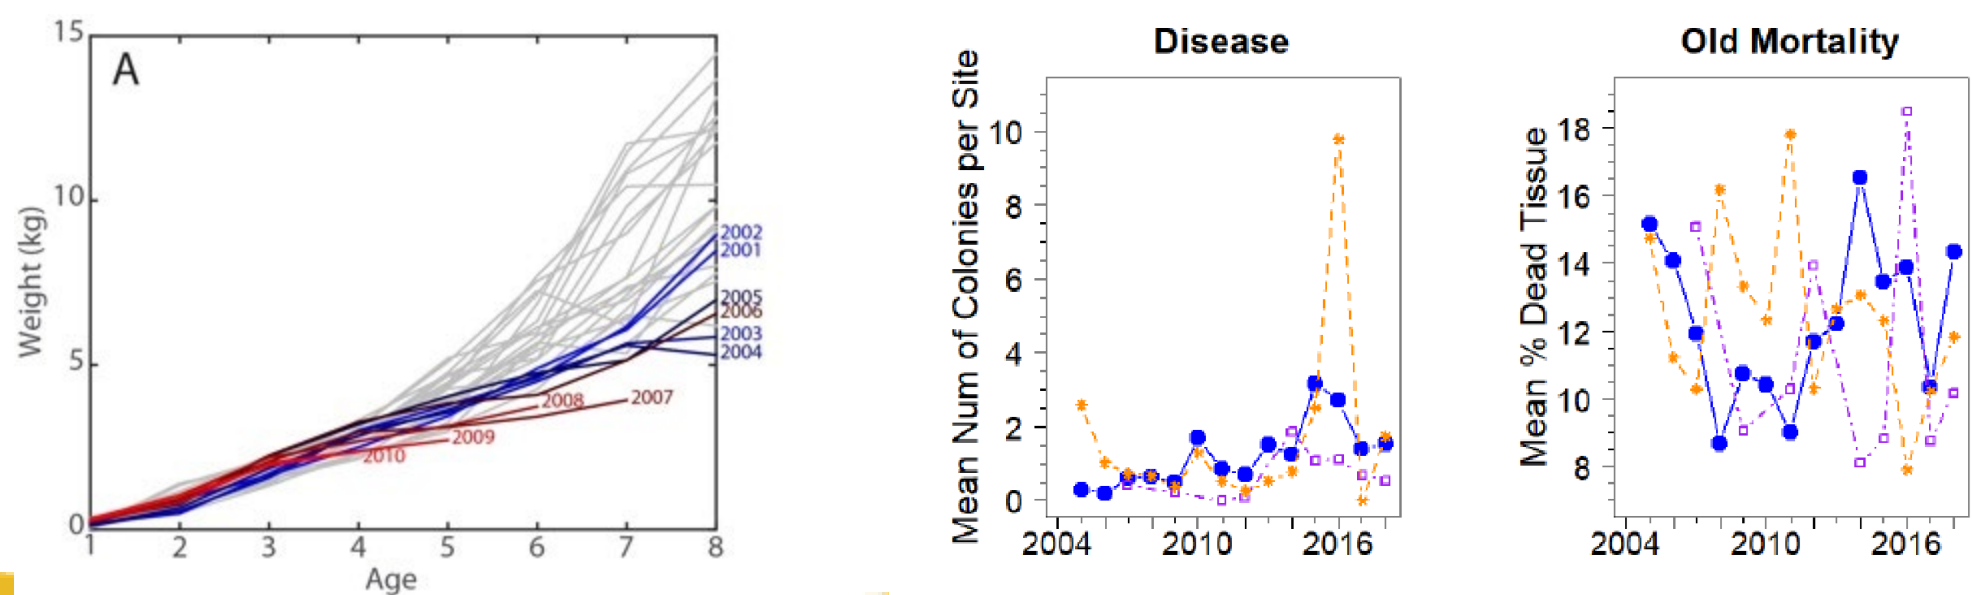 A
Weight (kg)
15
10
5
0
1 2 3 4 5 6 7 8
Age
2002
2001
2005
2006
2003
2004
2007
2008
2009
2010
Disease
Mean Num of Colonies per Site
10
8
6
4
2
0
2004 2010 2016
Old Mortality
Mean % Dead Tissue
18
16
14
12
10
8
2004 2010 2016